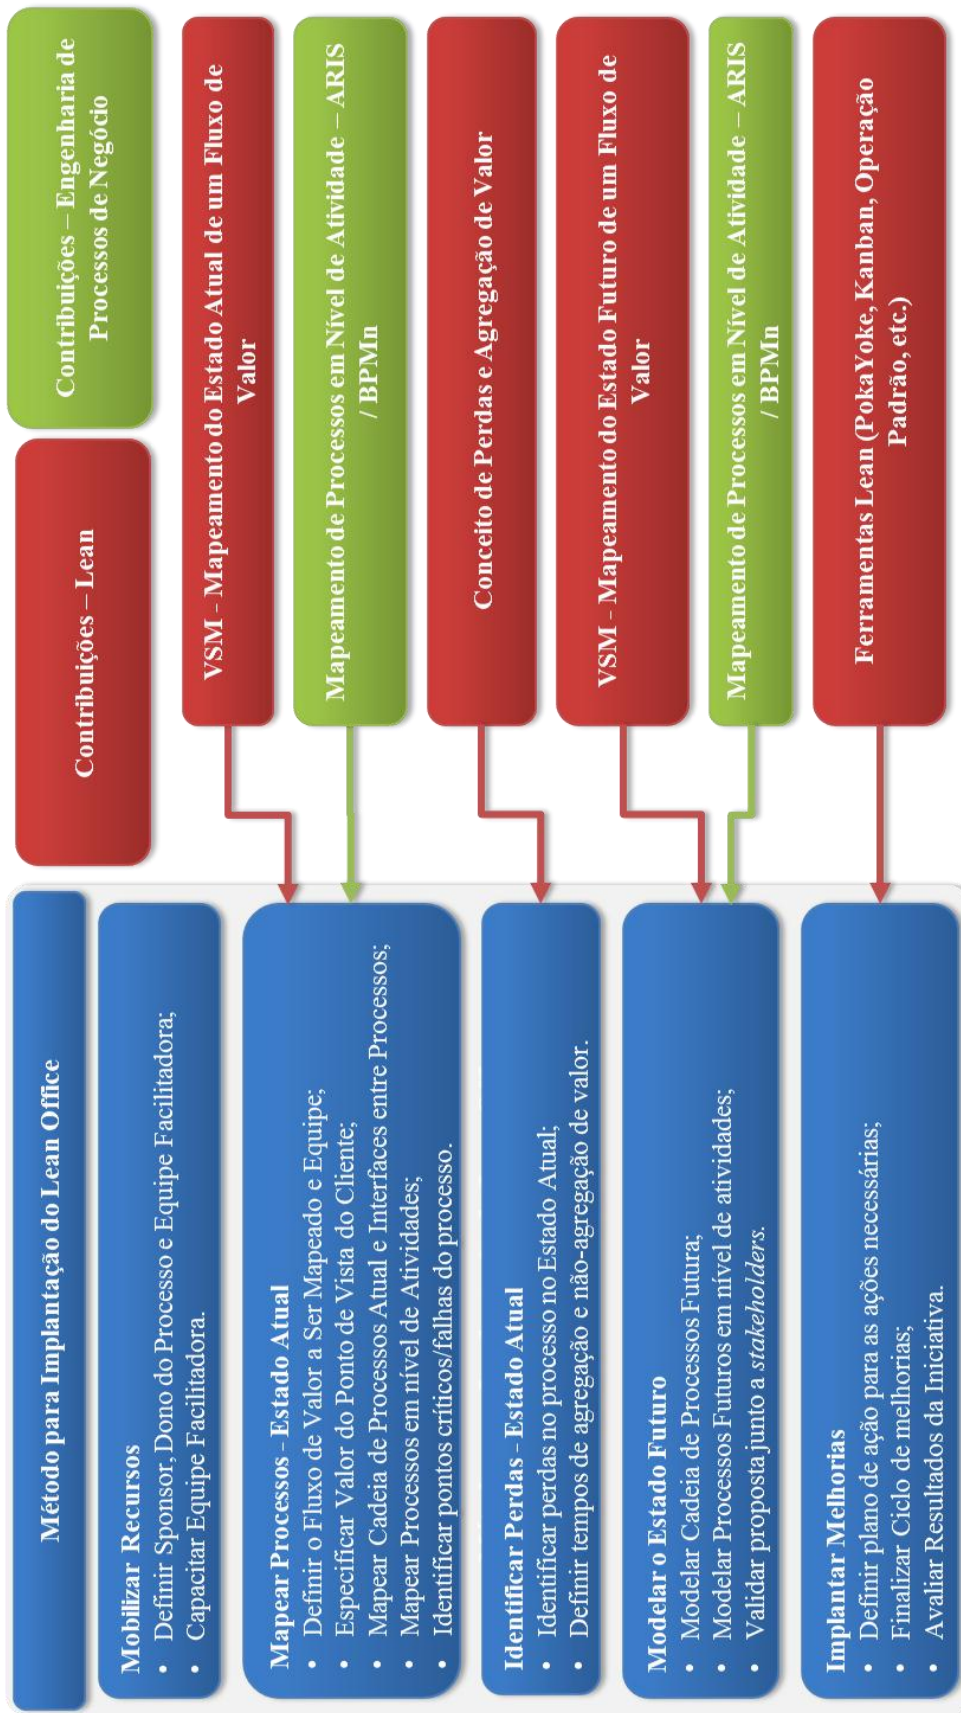 Método para Implantação do Lean Office
Contribuições – Lean
Contribuições – Engenharia de
Processos de Negócio
Mobilizar Recursos
• Definir Sponsor, Dono do Processo e Equipe Facilitadora;
• Capacitar Equipe Facilitadora.
Mapear Processos - Estado Atual
• Definir o Fluxo de Valor a Ser Mapeado e Equipe;
• Especificar Valor do Ponto de Vista do Cliente;
• Mapear Cadeia de Processos Atual e Interfaces entre Processos;
• Mapear Processos em nível de Atividades;
• Identificar pontos críticos/falhas do processo.
VSM - Mapeamento do Estado Atual de um Fluxo de
Valor
Mapeamento de Processos em Nível de Atividade – ARIS
/ BPMn
Identificar Perdas - Estado Atual
• Identificar perdas no processo no Estado Atual;
• Definir tempos de agregação e não-agregação de valor.
Conceito de Perdas e Agregação de Valor
Modelar o Estado Futuro
• Modelar Cadeia de Processos Futura;
• Modelar Processos Futuros em nível de atividades;
• Validar proposta junto a stakeholders.
VSM - Mapeamento do Estado Futuro de um Fluxo de
Valor
Mapeamento de Processos em Nível de Atividade – ARIS
/ BPMn
Implantar Melhorias
• Definir plano de ação para as ações necessárias;
• Finalizar Ciclo de melhorias;
• Avaliar Resultados da Iniciativa.
Ferramentas Lean (PokaYoke, Kanban, Operação
Padrão, etc.)